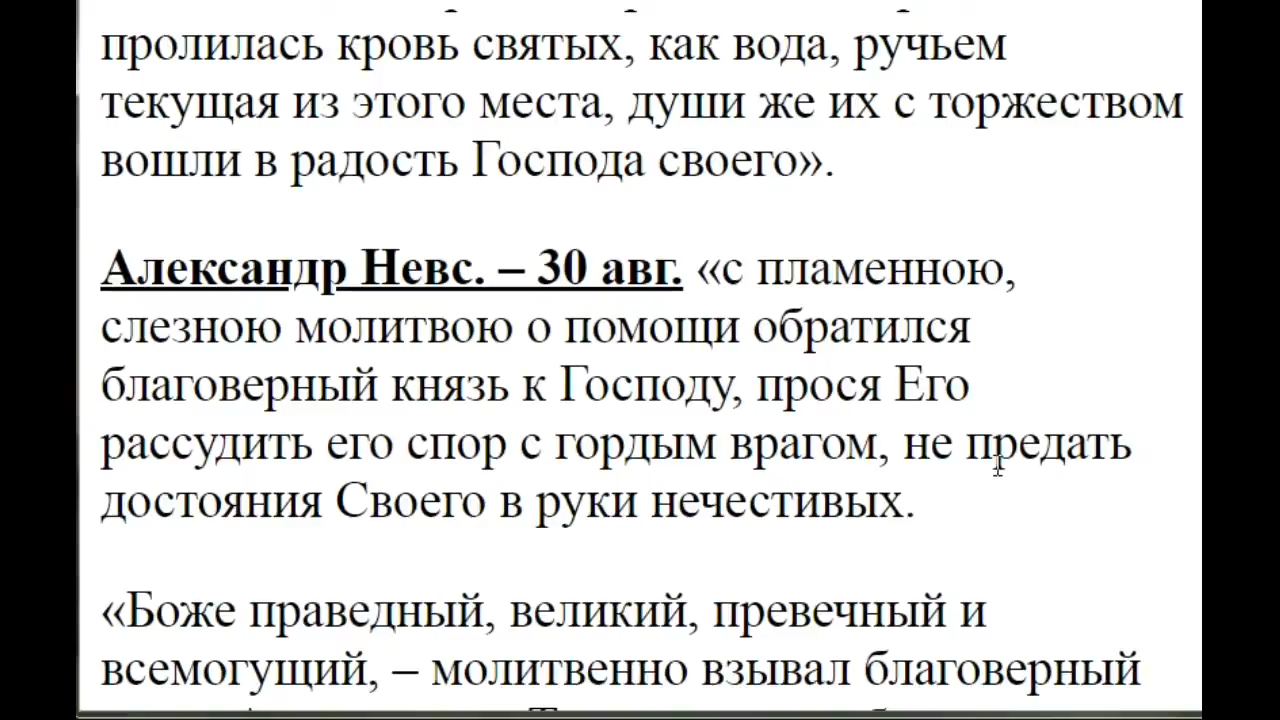 пролилась кровь святых, как вода, ручьем
текущая из этого места, души же их с торжеством
вошли в радость Господа своего».
Александр Невс. – 30 авг. «с пламенною,
слезною молитвою о помощи обратился
благоверный князь к Господу, прося Его
рассудить его спор с гордым врагом, не предать
достояния Своего в руки нечестивых.
«Боже праведный, великий, превечный и
всемогущий, – молитвенно взывал благоверный